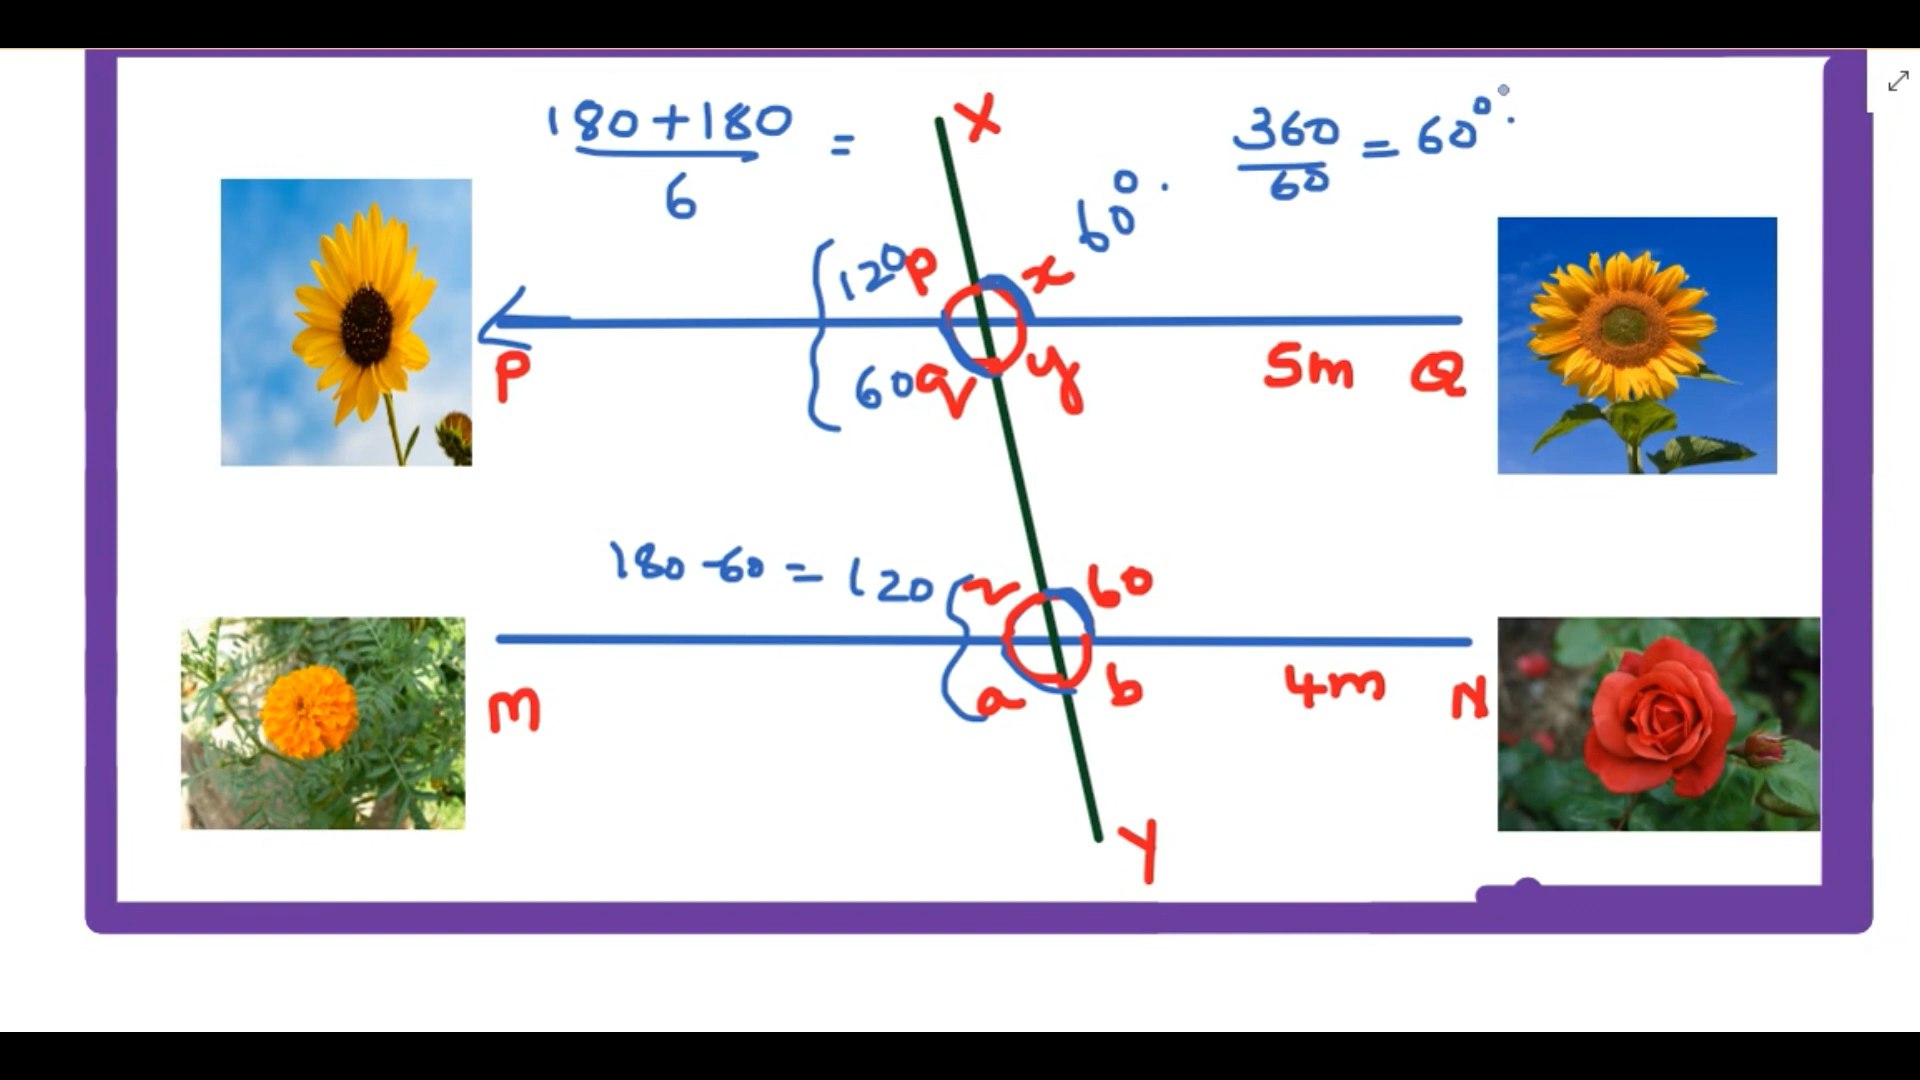 180 + 180 / 6 =
X
360 / 60 = 60°.
60°.
120 p x
P
60 q y
5m Q
180 - 60 = 120
r 60
M
a b
4m N
Y